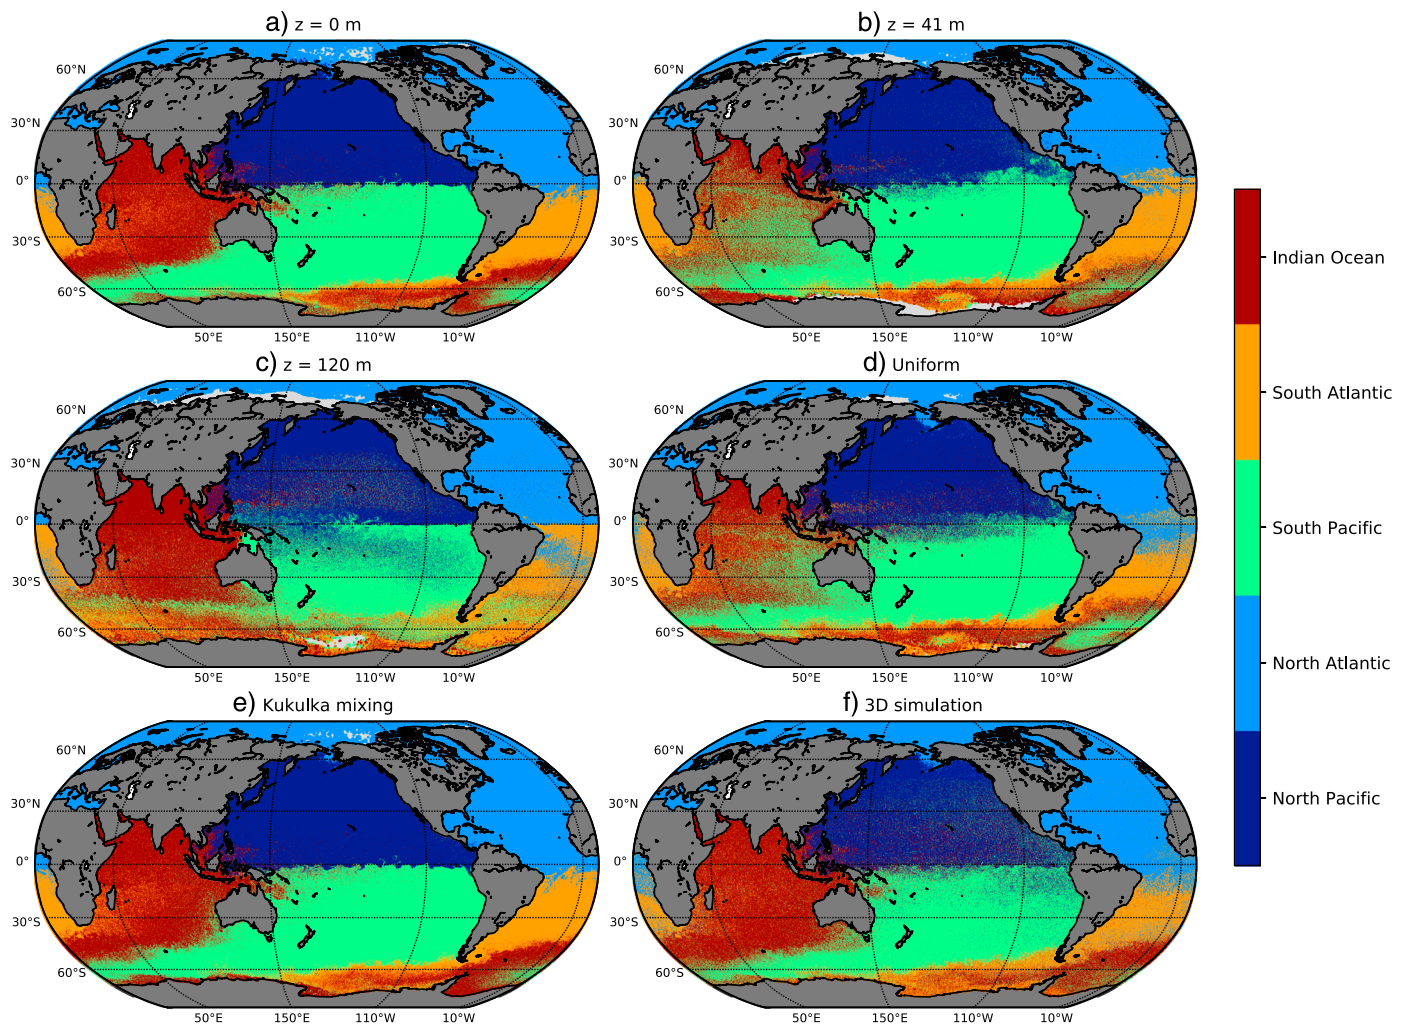 a) z = 0 m
b) z = 41 m
60°N
30°N
0°
30°S
60°S
50°E 150°E 110°W 10°W
60°N
30°N
0°
30°S
60°S
50°E 150°E 110°W 10°W
c) z = 120 m
d) Uniform
60°N
30°N
0°
30°S
60°S
50°E 150°E 110°W 10°W
60°N
30°N
0°
30°S
60°S
50°E 150°E 110°W 10°W
e) Kukulka mixing
f) 3D simulation
60°N
30°N
0°
30°S
60°S
50°E 150°E 110°W 10°W
60°N
30°N
0°
30°S
60°S
50°E 150°E 110°W 10°W
Indian Ocean
South Atlantic
South Pacific
North Atlantic
North Pacific